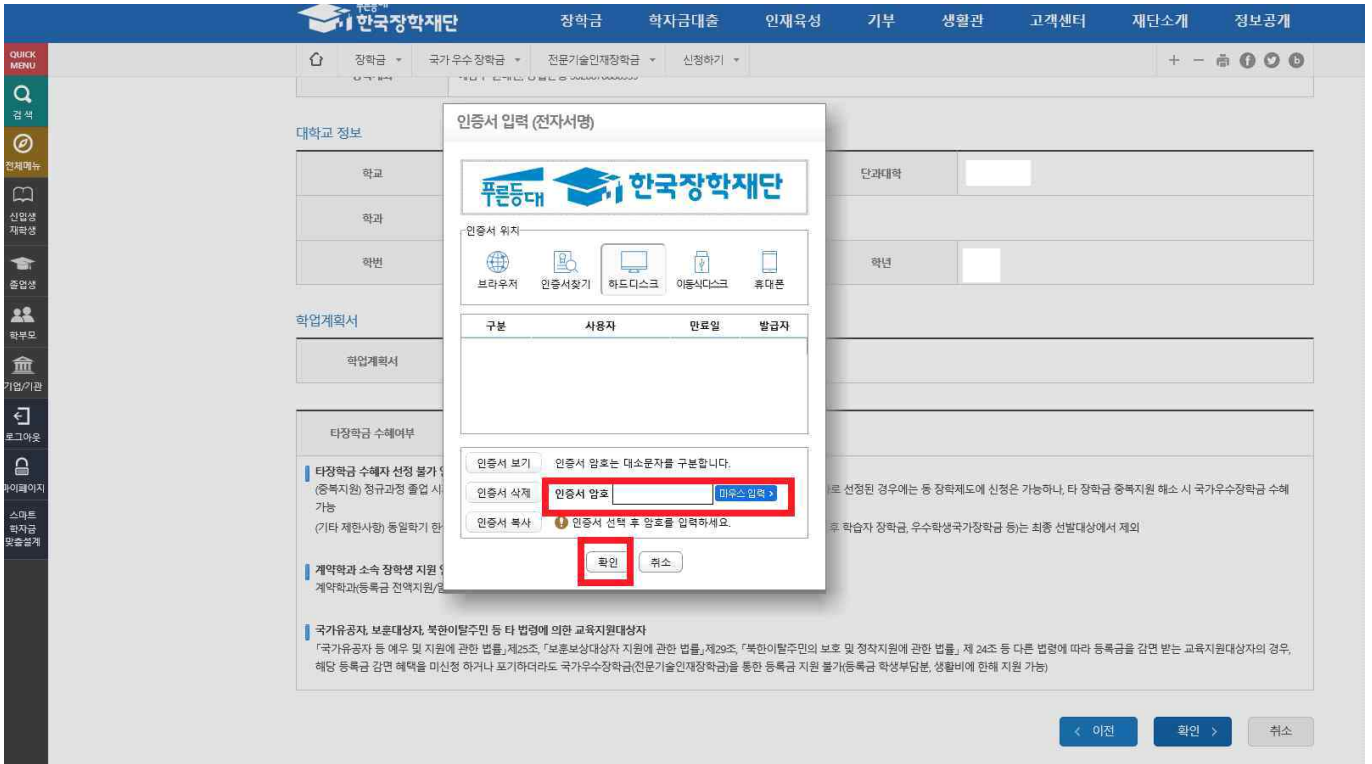 푸른등대
한국장학재단
장학금 학자금대출 인재육성 기부 생활관 고객센터 재단소개 정보공개
QUICK
MENU
장학금 국가우수장학금 전문기술인재장학금 신청하기
검색
전체메뉴
신입생
재학생
졸업생
학부모
기업/기관
로그아웃
마이페이지
스마트
학자금
맞춤설계
대학교 정보
학교 단과대학
학과
학번 학년
학업계획서
학업계획서
타장학금 수혜여부
인증서 입력 (전자서명)
푸른등대 한국장학재단
인증서 위치
브라우저 인증서찾기 하드디스크 이동식디스크 휴대폰
구분 사용자 만료일 발급자
인증서 보기 인증서 암호는 대소문자를 구분합니다.
인증서 삭제 인증서 암호 마우스 입력 >
인증서 복사 인증서 선택 후 암호를 입력하세요.
확인 취소
타장학금 수혜자 선정 불가
(중복지원) 정규과정 졸업 시 로 선정된 경우에는 동 장학제도에 신청은 가능하나, 타 장학금 중복지원 해소 시 국가우수장학금 수혜
가능
(기타 제한사항) 동일학기 한 후 학습자 장학금, 우수학생국가장학금 등)는 최종 선발대상에서 제외
계약학과 소속 장학생 지원
계약학과(등록금 전액지원/일
국가유공자, 보훈대상자, 북한이탈주민 등 타 법령에 의한 교육지원대상자
「국가유공자 등 예우 및 지원에 관한 법률」제25조, 「보훈보상대상자 지원에 관한 법률」제29조, 「북한이탈주민의 보호 및 정착지원에 관한 법률」 제 24조 등 다른 법령에 따라 등록금을 감면 받는 교육지원대상자의 경우,
해당 등록금 감면 혜택을 미신청 하거나 포기하더라도 국가우수장학금(전문기술인재장학금)을 통한 등록금 지원 불가(등록금 학생부담분, 생활비에 한해 지원 가능)
< 이전 확인 > 취소